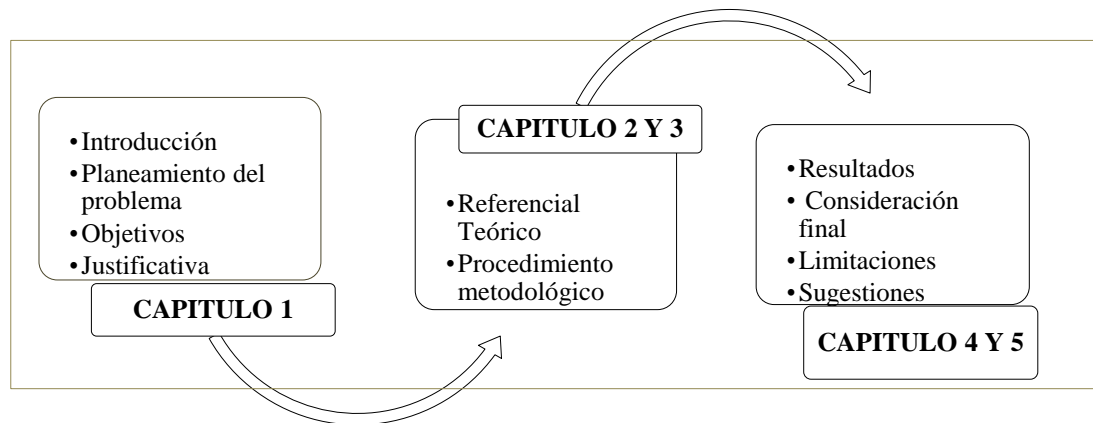 •Introducción
•Planeamiento del
problema
•Objetivos
•Justificativa
CAPITULO 1
CAPITULO 2 Y 3
•Referencial
Teórico
•Procedimiento
metodológico
•Resultados
• Consideración
final
•Limitaciones
•Sugestiones
CAPITULO 4 Y 5